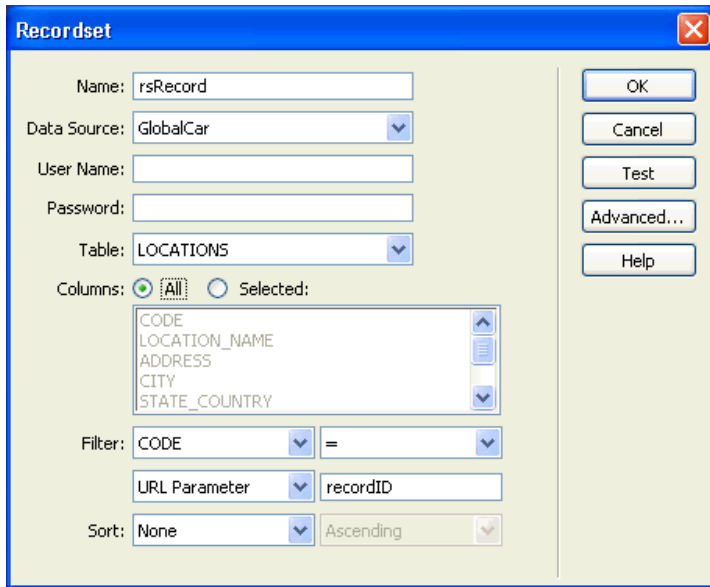 Recordset
Name: rsRecord
OK
Data Source: GlobalCar
Cancel
User Name:
Test
Password:
Advanced...
Table: LOCATIONS
Help
Columns: All Selected:
CODE
LOCATION_NAME
ADDRESS
CITY
STATE_COUNTRY
Filter: CODE =
URL Parameter recordID
Sort: None Ascending